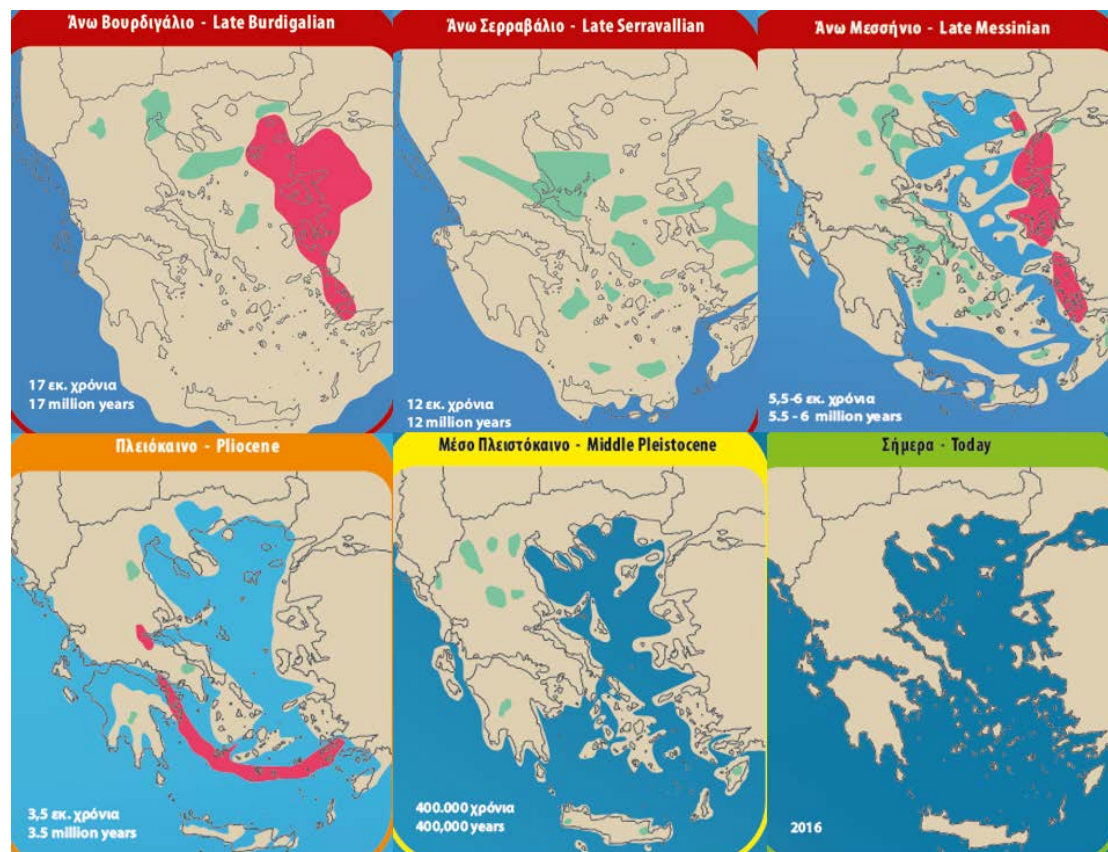 Άνω Βουρδιγάλιο - Late Burdigalian
17 εκ. χρόνια
17 million years
Άνω Σερραβάλιο - Late Serravallian
12 εκ. χρόνια
12 million years
Άνω Μεσσήνιο - Late Messinian
5,5-6 εκ. χρόνια
5.5 - 6 million years
Πλειόκαινο - Pliocene
3,5 εκ. χρόνια
3.5 million years
Μέσο Πλειστόκαινο - Middle Pleistocene
400.000 χρόνια
400,000 years
Σήμερα - Today
2016